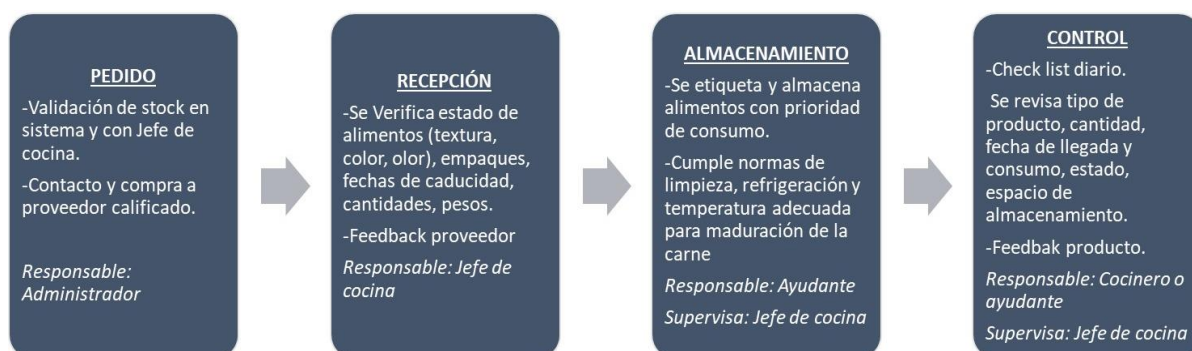 PEDIDO
-Validación de stock en
sistema y con Jefe de
cocina.
-Contacto y compra a
proveedor calificado.
Responsable:
Administrador
RECEPCIÓN
-Se Verifica estado de
alimentos (textura,
color, olor), empaques,
fechas de caducidad,
cantidades, pesos.
-Feedback proveedor
Responsable: Jefe de
cocina
ALMACENAMIENTO
-Se etiqueta y almacena
alimentos con prioridad
de consumo.
-Cumple normas de
limpieza, refrigeración y
temperatura adecuada
para maduración de la
carne
Responsable: Ayudante
Supervisa: Jefe de cocina
CONTROL
-Check list diario.
Se revisa tipo de
producto, cantidad,
fecha de llegada y
consumo, estado,
espacio de
almacenamiento.
-Feedbak producto.
Responsable: Cocinero o
ayudante
Supervisa: Jefe de cocina